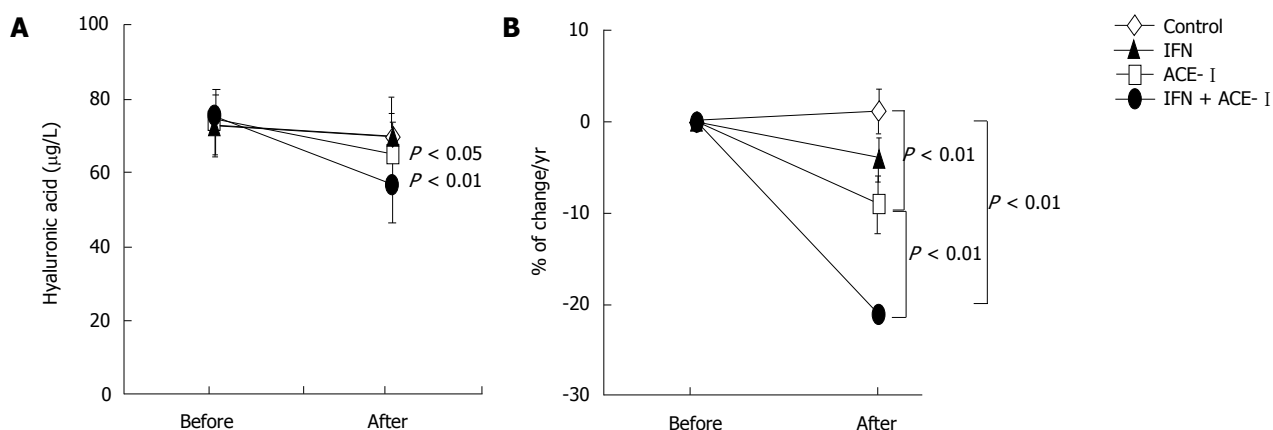 A
Hyaluronic acid (μg/L)
100
80
60
40
20
0
P < 0.05
P < 0.01
Before After
B
% of change/yr
10
0
-10
-20
-30
P < 0.01
P < 0.01
P < 0.01
Before After
Control
IFN
ACE- I
IFN + ACE- I